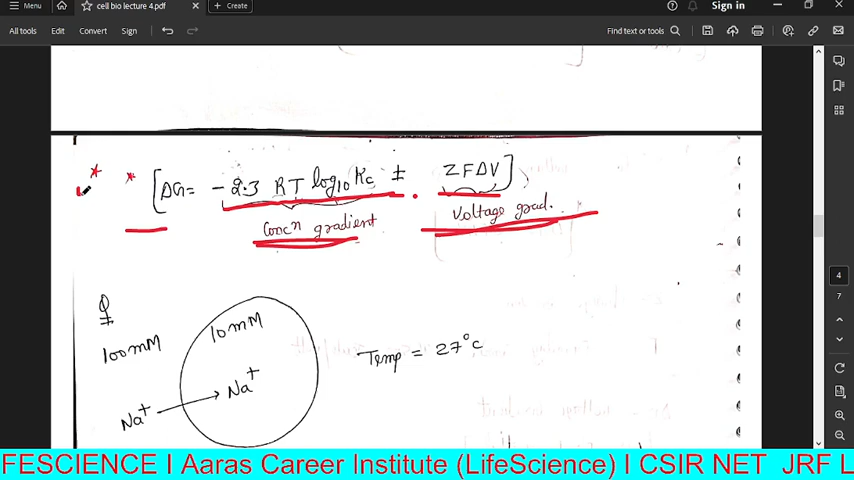 Menu
cell bio lecture 4.pdf
Create
Sign in
All tools Edit Convert Sign
Find text or tools
* * [ΔG = -2.3 RT log10 Kc ± ZFΔV]
Concn gradient
Voltage grad.
Q
100mM
10mM
Temp = 27°C
Na+ → Na+
4
7
FESCIENCE I Aaras Career Institute (LifeScience) I CSIR NET JRF L